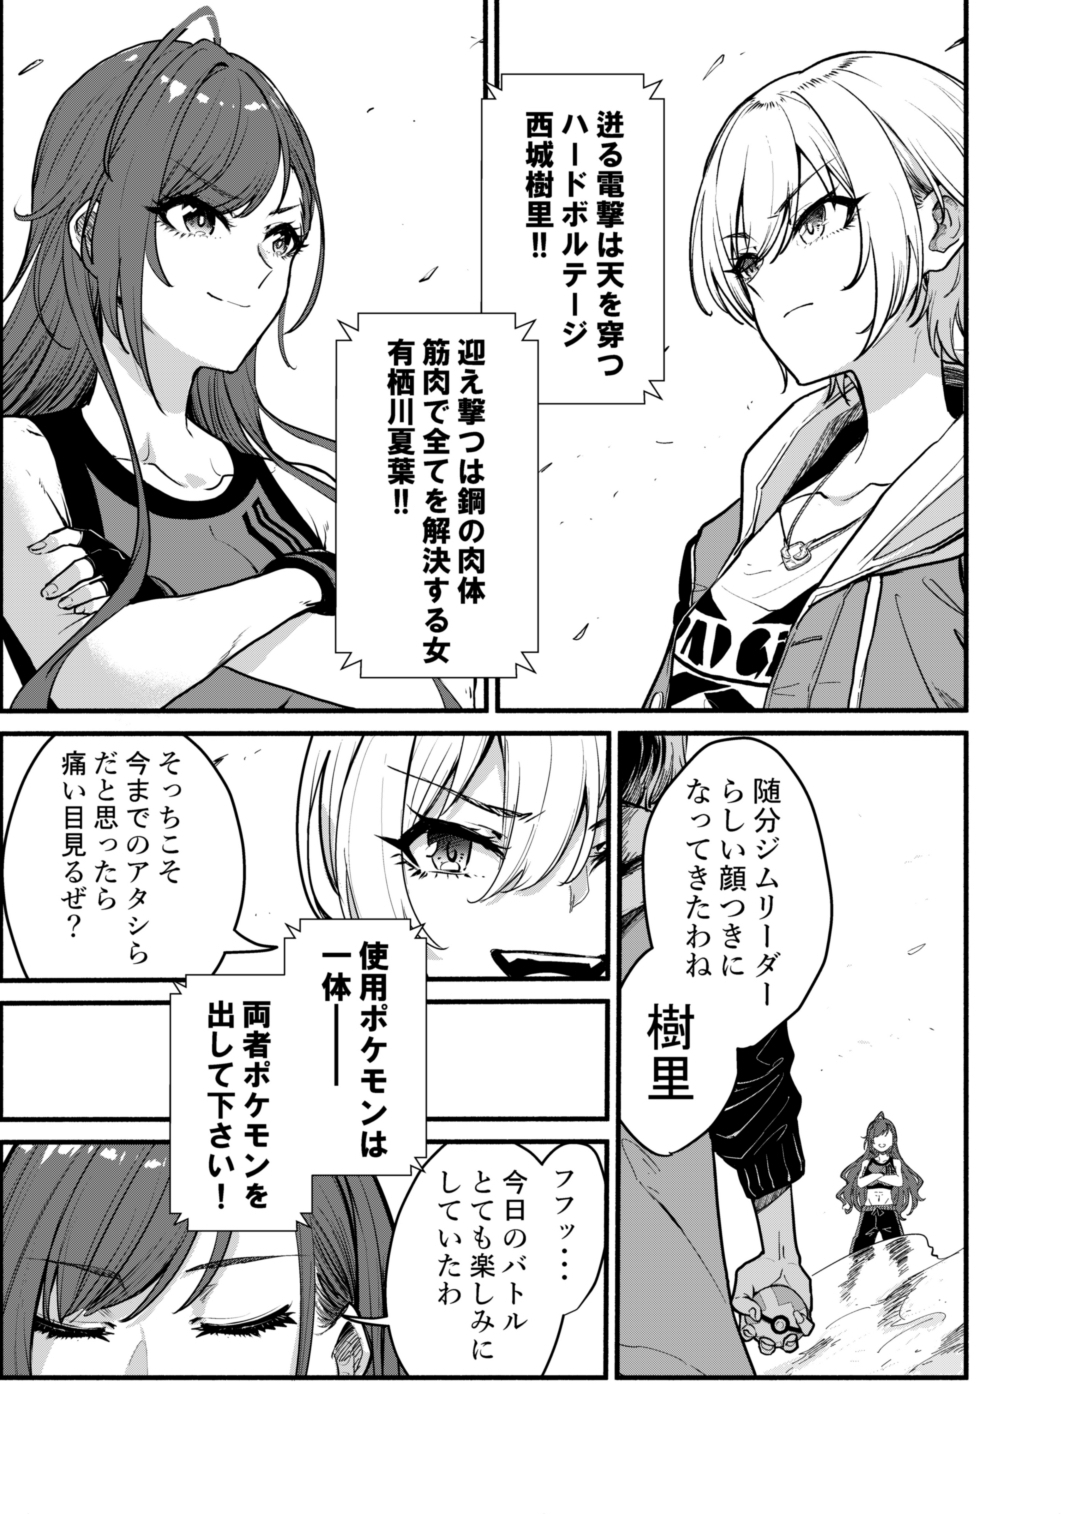 迸る電撃は天を穿つ
ハードボルテージ
西城樹里!!
迎え撃つは鋼の肉体
筋肉で全てを解決する女
有栖川夏葉!!
随分ジムリーダー
らしい顔つきに
なってきたわね
樹里
そっちこそ
今までのアタシら
だと思ったら
痛い目見るぜ?
使用ポケモンは
一体――
両者ポケモンを
出して下さい!
フフッ‥‥
今日のバトル
とても楽しみに
していたわ